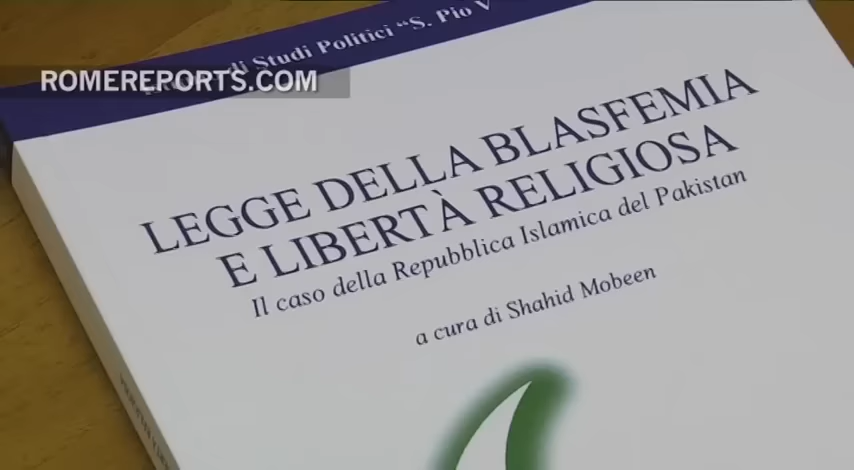 di Studi Politici "S. Pio V
ROMEREPORTS.COM
LEGGE DELLA BLASFEMIA
E LIBERTÀ RELIGIOSA
Il caso della Repubblica Islamica del Pakistan
a cura di Shahid Mobeen